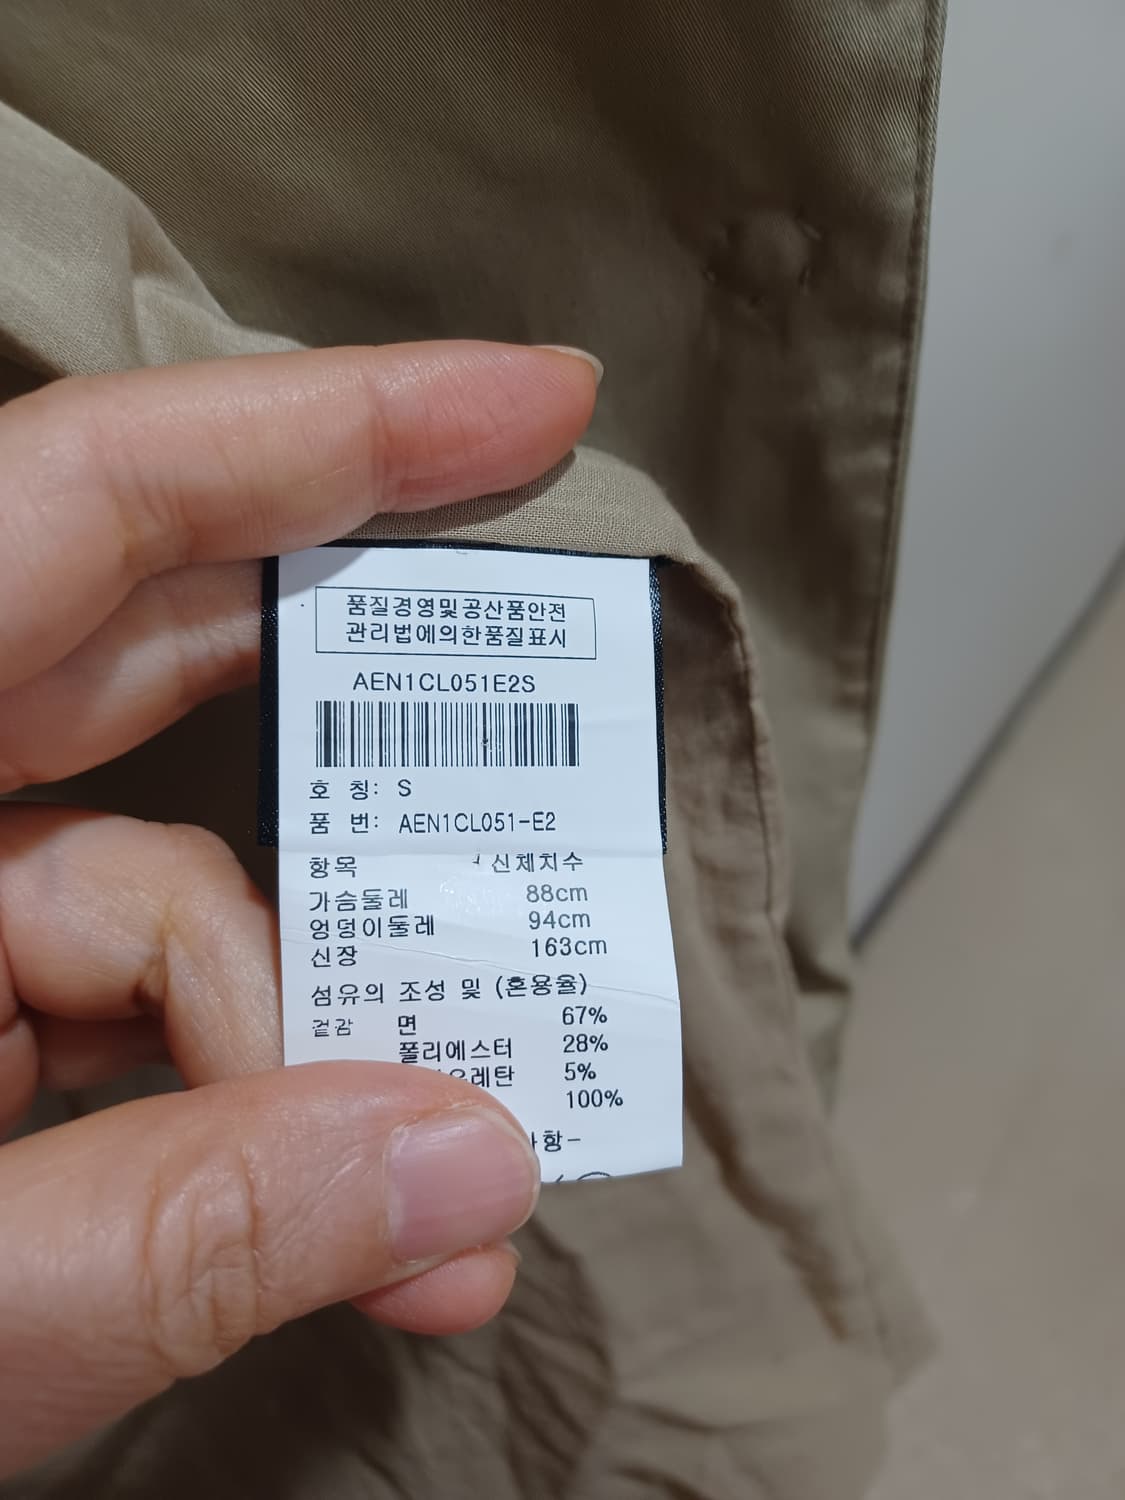 품질경영및공산품안전
관리법에의한품질표시
AEN1CL051E2S
호 칭: S
품 번: AEN1CL051-E2
항목 신체치수
가슴둘레 88cm
엉덩이둘레 94cm
신장 163cm
섬유의 조성 및 (혼용율)
겉감 면 67%
폴리에스터 28%
5%
100%